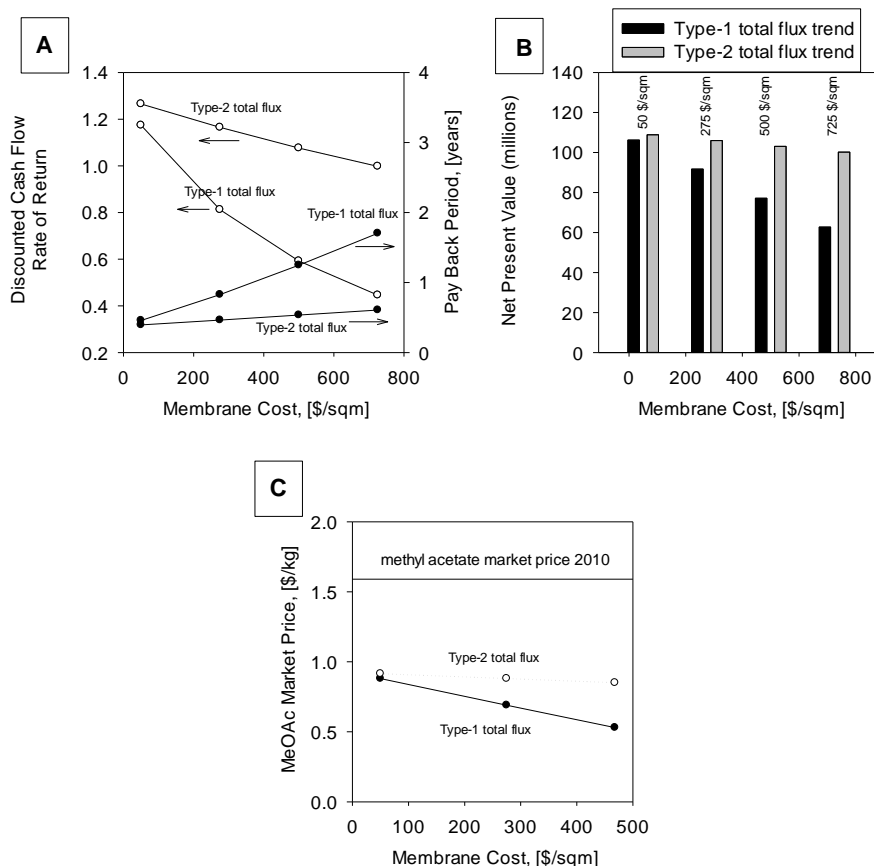 A
1.4
1.2
1.0
0.8
0.6
0.4
0.2
Discounted Cash Flow
Rate of Return
Type-2 total flux
Type-1 total flux
Type-1 total flux
Type-2 total flux
4
3
2
1
0
Pay Back Period, [years]
0 200 400 600 800
Membrane Cost, [$/sqm]
B
Type-1 total flux trend
Type-2 total flux trend
140
120
100
80
60
40
20
0
Net Present Value (millions)
50 $/sqm
275 $/sqm
500 $/sqm
725 $/sqm
0 200 400 600 800
Membrane Cost, [$/sqm]
C
2.0
1.5
1.0
0.5
0.0
MeOAc Market Price, [$/kg]
methyl acetate market price 2010
Type-2 total flux
Type-1 total flux
0 100 200 300 400 500
Membrane Cost, [$/sqm]